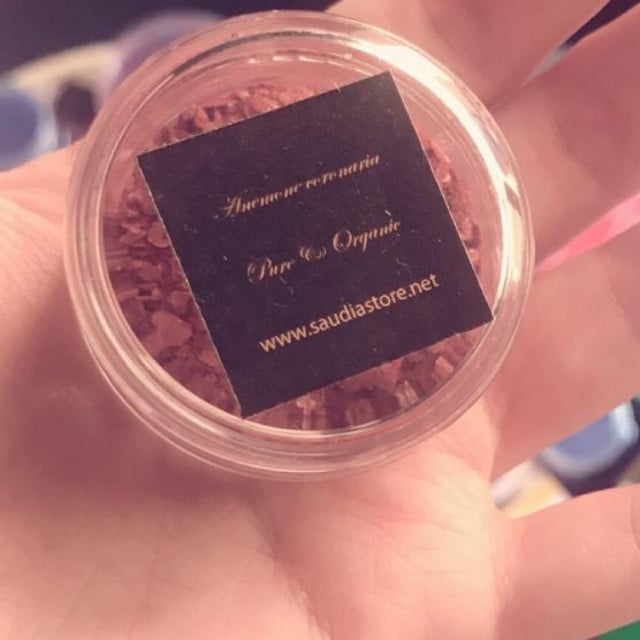 Anemone coronaria
Pure & Organic
www.saudiastore.net